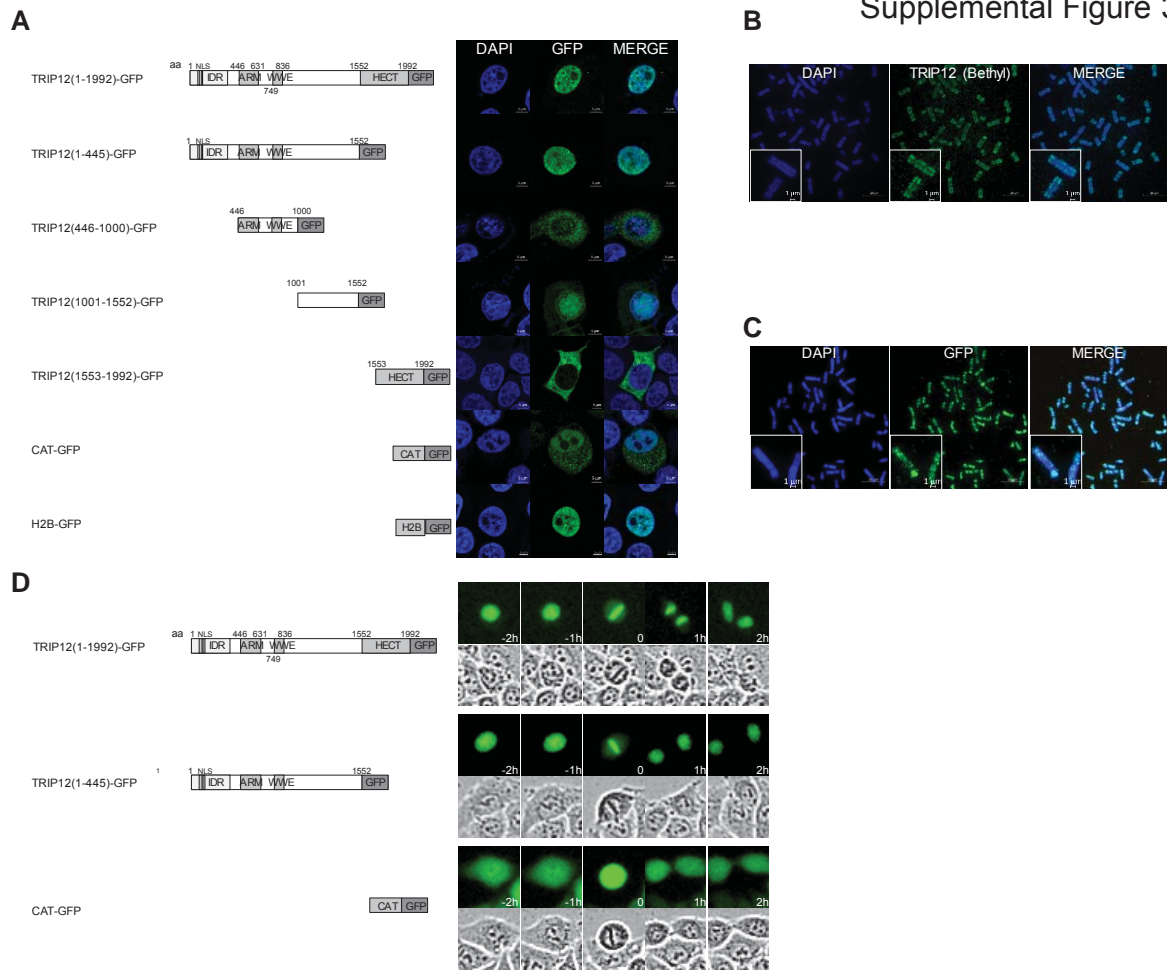 Supplemental Figure 3
A
DAPI GFP MERGE
aa 1 NLS 446 631 836 1552 1992
TRIP12(1-1992)-GFP IDR ARM WWE HECT GFP
749
1 NLS 1552
TRIP12(1-445)-GFP IDR ARM WWE GFP
446 1000
TRIP12(446-1000)-GFP ARM WWE GFP
1001 1552
TRIP12(1001-1552)-GFP GFP
1553 1992
TRIP12(1553-1992)-GFP HECT GFP
CAT-GFP CAT GFP
H2B-GFP H2B GFP
B
DAPI TRIP12 (Bethyl) MERGE
1 μm 1 μm 1 μm
C
DAPI GFP MERGE
1 μm 1 μm 1 μm
D
aa 1 NLS 446 631 836 1552 1992
TRIP12(1-1992)-GFP IDR ARM WWE HECT GFP
749
-2h -1h 0 1h 2h
1 1 NLS 1552
TRIP12(1-445)-GFP IDR ARM WWE GFP
-2h -1h 0 1h 2h
CAT-GFP CAT GFP
-2h -1h 0 1h 2h